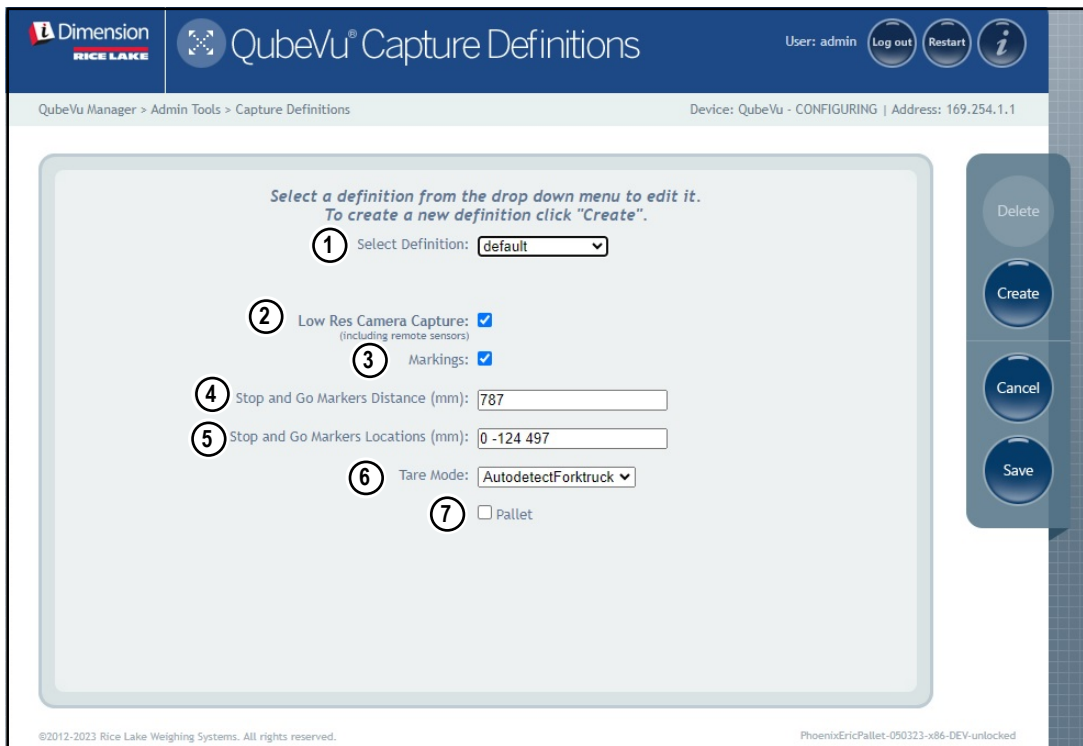 iDimension
RICE LAKE
QubeVu® Capture Definitions
User: admin
Log out
Restart
i
QubeVu Manager > Admin Tools > Capture Definitions
Device: QubeVu - CONFIGURING | Address: 169.254.1.1
Select a definition from the drop down menu to edit it.
To create a new definition click "Create".
1 Select Definition: default
2 Low Res Camera Capture:
(including remote sensors)
3 Markings:
4 Stop and Go Markers Distance (mm): 787
5 Stop and Go Markers Locations (mm): 0 -124 497
6 Tare Mode: AutodetectForktruck
7 Pallet
Delete
Create
Cancel
Save
©2012-2023 Rice Lake Weighing Systems. All rights reserved.
PhoenixEricPallet-050323-x86-DEV-unlocked